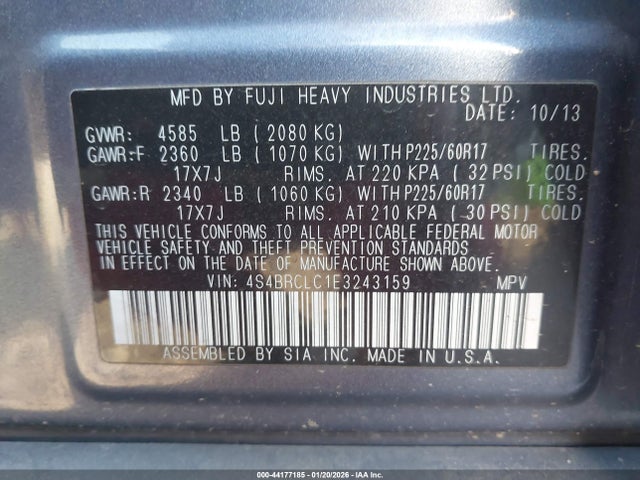 MFD BY FUJI HEAVY INDUSTRIES LTD.
DATE: 10/13
GVWR: 4585 LB (2080 KG)
GAWR:F 2360 LB (1070 KG) WITH P225/60R17 TIRES.
17X7J RIMS. AT 220 KPA (32 PSI) COLD
GAWR:R 2340 LB (1060 KG) WITH P225/60R17 TIRES.
17X7J RIMS. AT 210 KPA (30 PSI) COLD
THIS VEHICLE CONFORMS TO ALL APPLICABLE FEDERAL MOTOR
VEHICLE SAFETY AND THEFT PREVENTION STANDARDS
IN EFFECT ON THE DATE OF MANUFACTURE SHOWN ABOVE.
VIN: 4S4BRCLC1E3243159 MPV
ASSEMBLED BY SIA INC. MADE IN U.S.A.
000-44177185 - 01/20/2026 - IAAI.COM